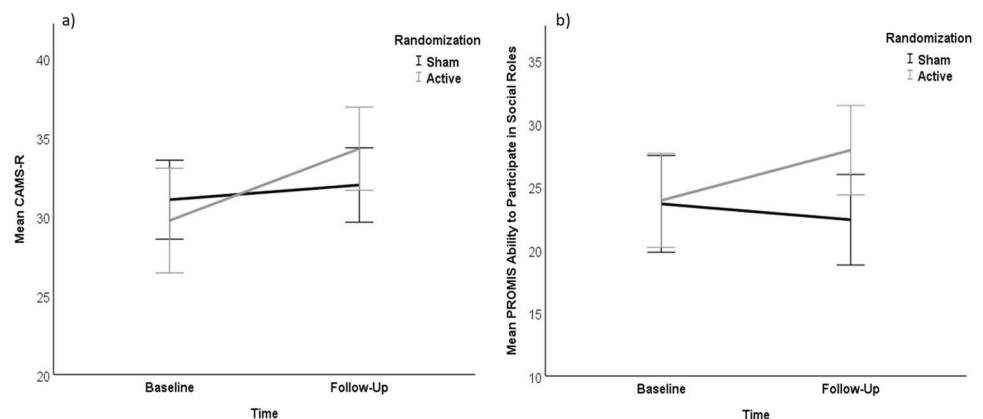 a)
Randomization
Sham
Active
Mean CAMS-R
40
35
30
25
20
Baseline
Follow-Up
Time
b)
Randomization
Sham
Active
Mean PROMIS Ability to Participate in Social Roles
35
30
25
20
15
10
Baseline
Follow-Up
Time